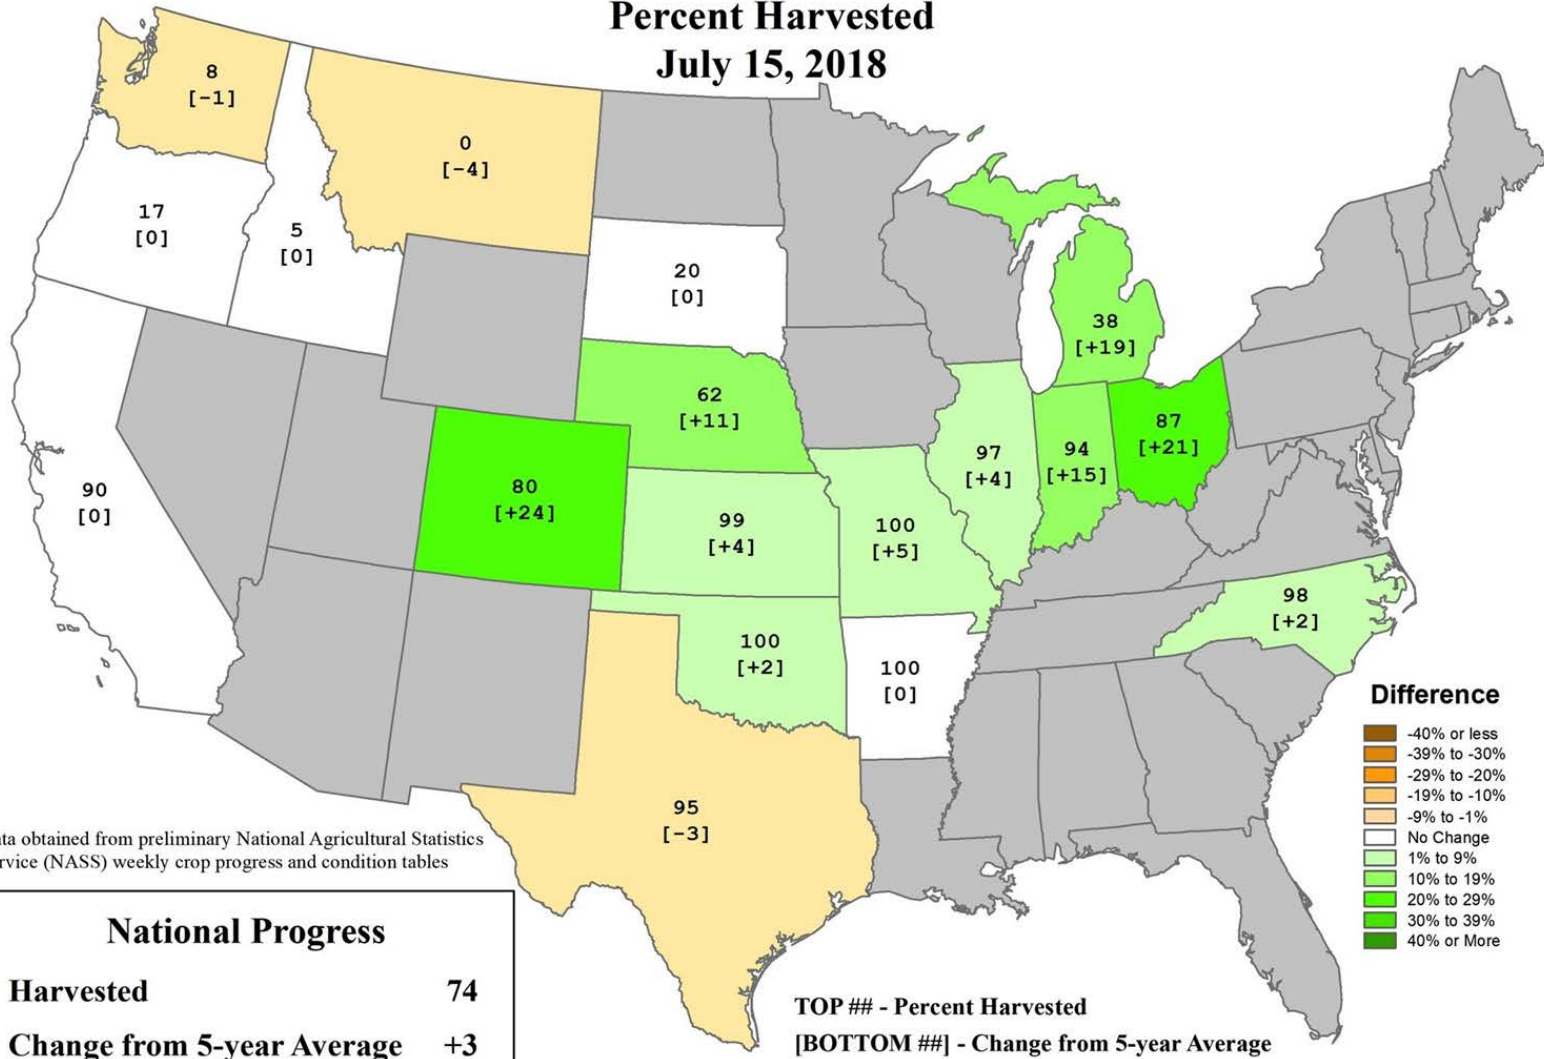 Percent Harvested
July 15, 2018
8
[-1]
0
[-4]
17
[0]
5
[0]
20
[0]
38
[+19]
62
[+11]
87
[+21]
97
[+4]
94
[+15]
90
[0]
80
[+24]
99
[+4]
100
[+5]
98
[+2]
100
[+2]
100
[0]
95
[-3]
Difference
-40% or less
-39% to -30%
-29% to -20%
-19% to -10%
-9% to -1%
No Change
1% to 9%
10% to 19%
20% to 29%
30% to 39%
40% or More
ta obtained from preliminary National Agricultural Statistics
rvice (NASS) weekly crop progress and condition tables
National Progress
Harvested 74
Change from 5-year Average +3
TOP ## - Percent Harvested
[BOTTOM ##] - Change from 5-year Average